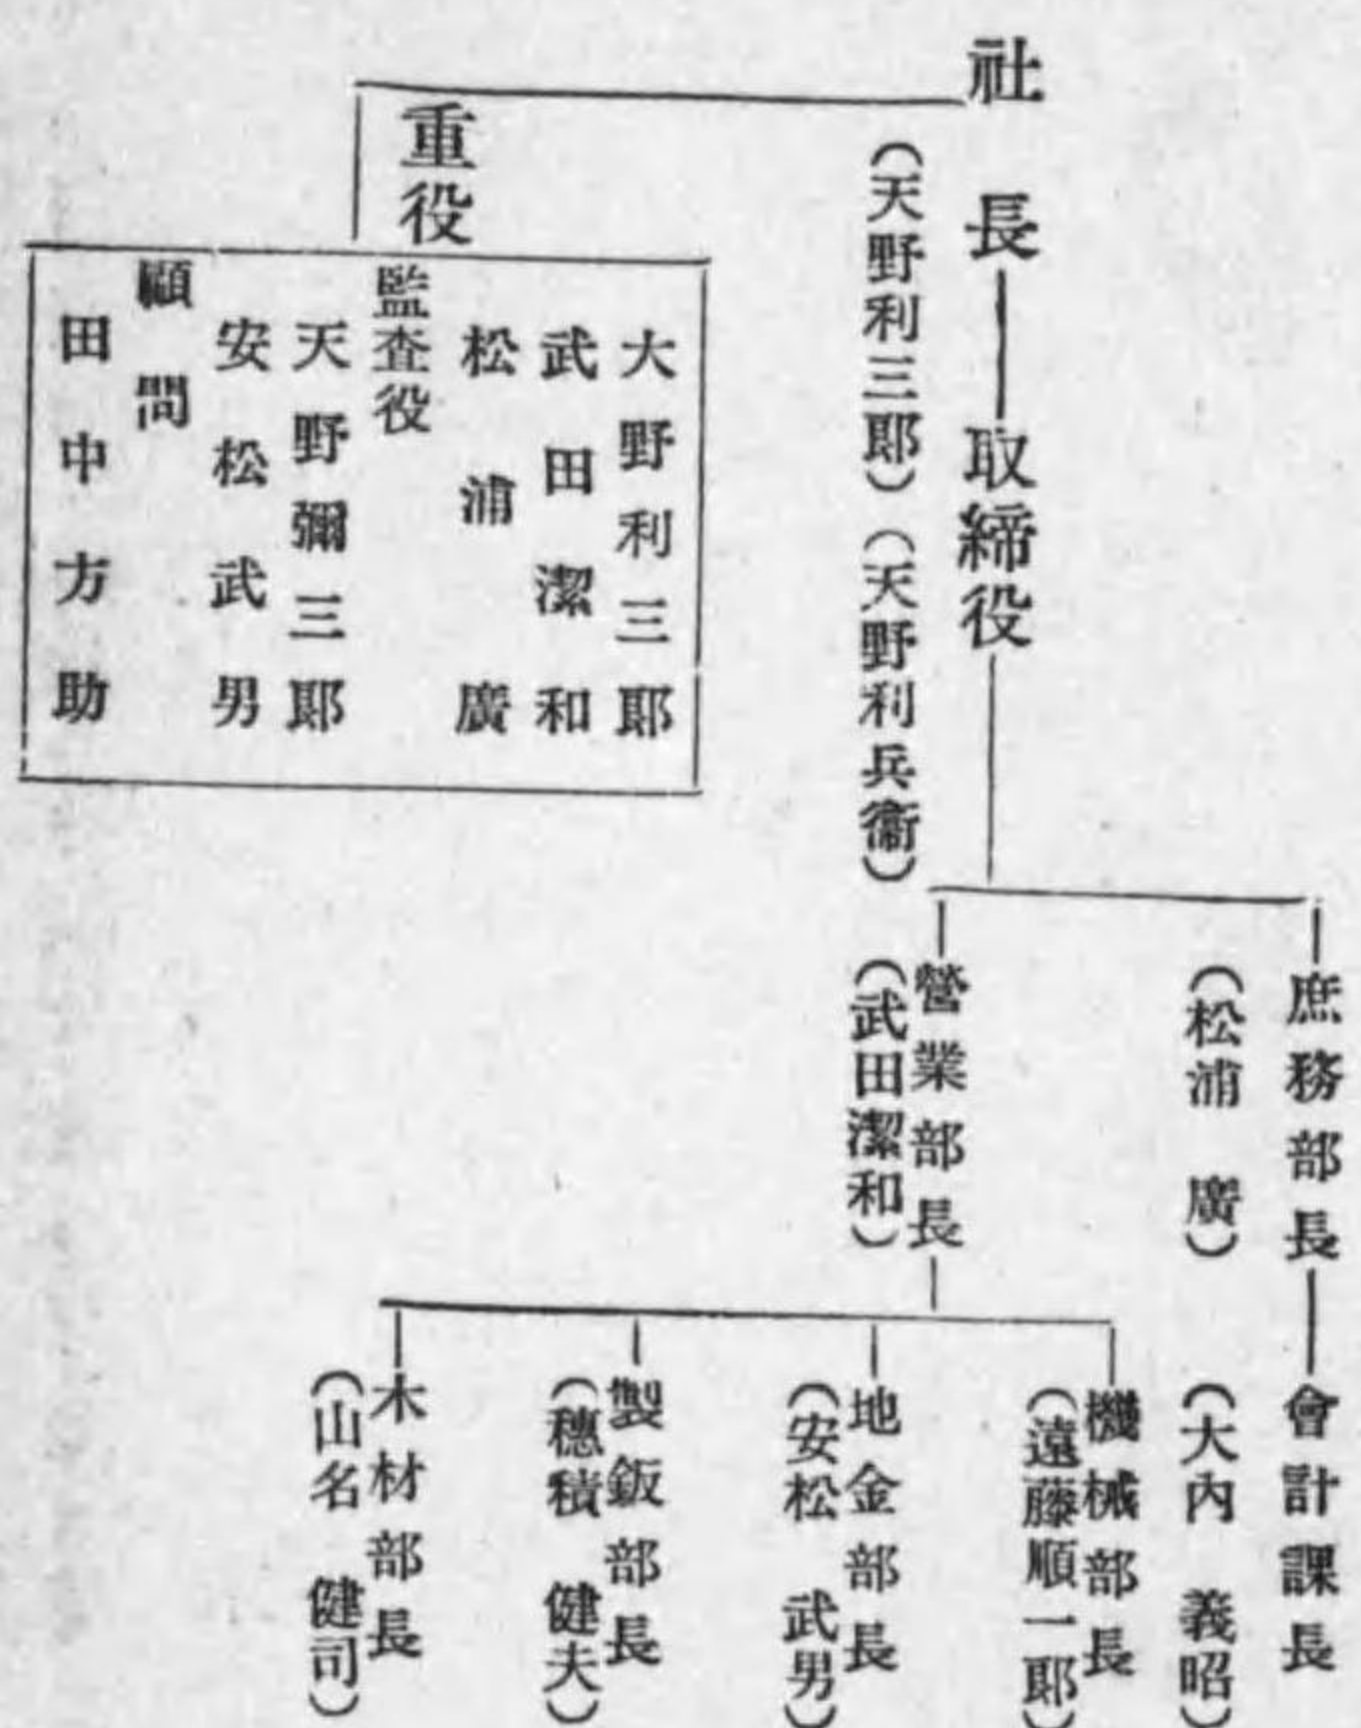 社長
取締役
(天野利三郎)
(天野利兵衞)
庶務部長
會計課長
(松浦 廣)
(大內 義昭)
營業部長
(武田潔和)
機械部長
(遠藤順一郎)
地金部長
(安松 武男)
製鈑部長
(穗積 健夫)
木材部長
(山名 健司)
重役
大野利三郎
武田潔和
松浦廣
監査役
天野彌三郎
安松武男
顧問
田中方助